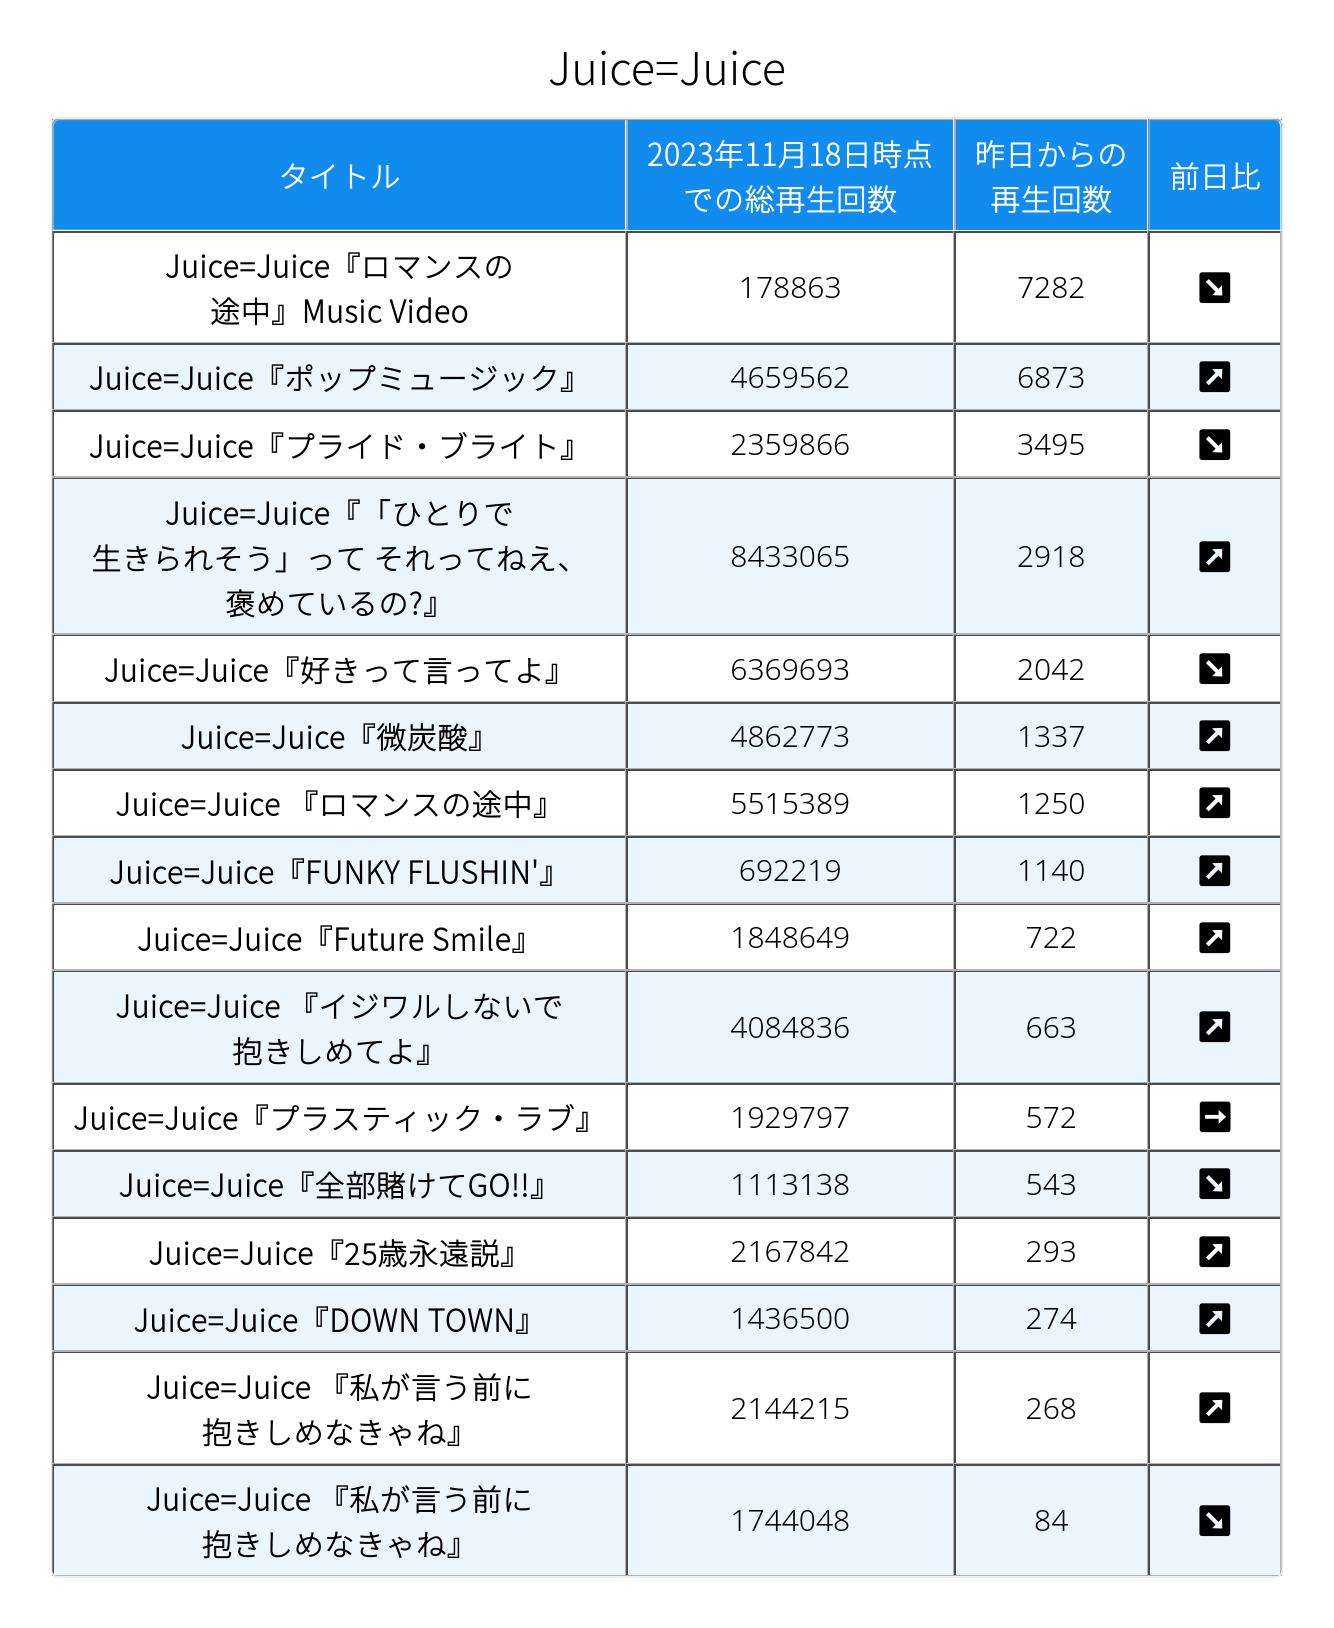 Juice=Juice
タイトル
2023年11月18日時点
での総再生回数
昨日からの
再生回数
前日比
Juice=Juice『ロマンスの
途中』Music Video
178863
7282
Juice=Juice『ポップミュージック』
4659562
6873
Juice=Juice『プライド・ブライト』
2359866
3495
Juice=Juice『「ひとりで
生きられそう」って それってねえ、
褒めているの?』
8433065
2918
Juice=Juice『好きって言ってよ』
6369693
2042
Juice=Juice『微炭酸』
4862773
1337
Juice=Juice 『ロマンスの途中』
5515389
1250
Juice=Juice『FUNKY FLUSHIN'』
692219
1140
Juice=Juice『Future Smile』
1848649
722
Juice=Juice 『イジワルしないで
抱きしめてよ』
4084836
663
Juice=Juice『プラスティック・ラブ』
1929797
572
Juice=Juice『全部賭けてGO!!』
1113138
543
Juice=Juice『25歳永遠説』
2167842
293
Juice=Juice『DOWN TOWN』
1436500
274
Juice=Juice 『私が言う前に
抱きしめなきゃね』
2144215
268
Juice=Juice 『私が言う前に
抱きしめなきゃね』
1744048
84